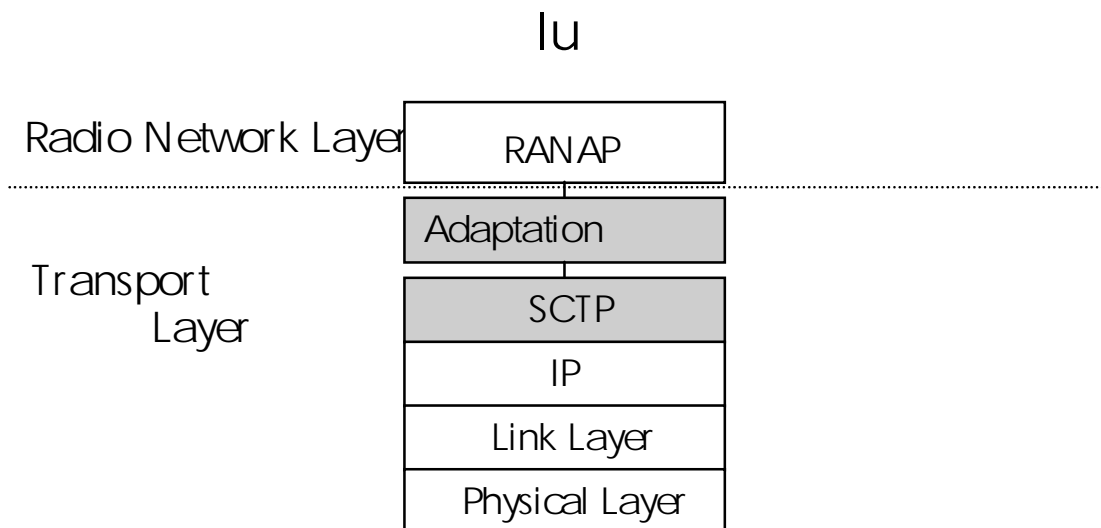 Iu
Radio Network Layer
RANAP
Adaptation
Transport
Layer
SCTP
IP
Link Layer
Physical Layer